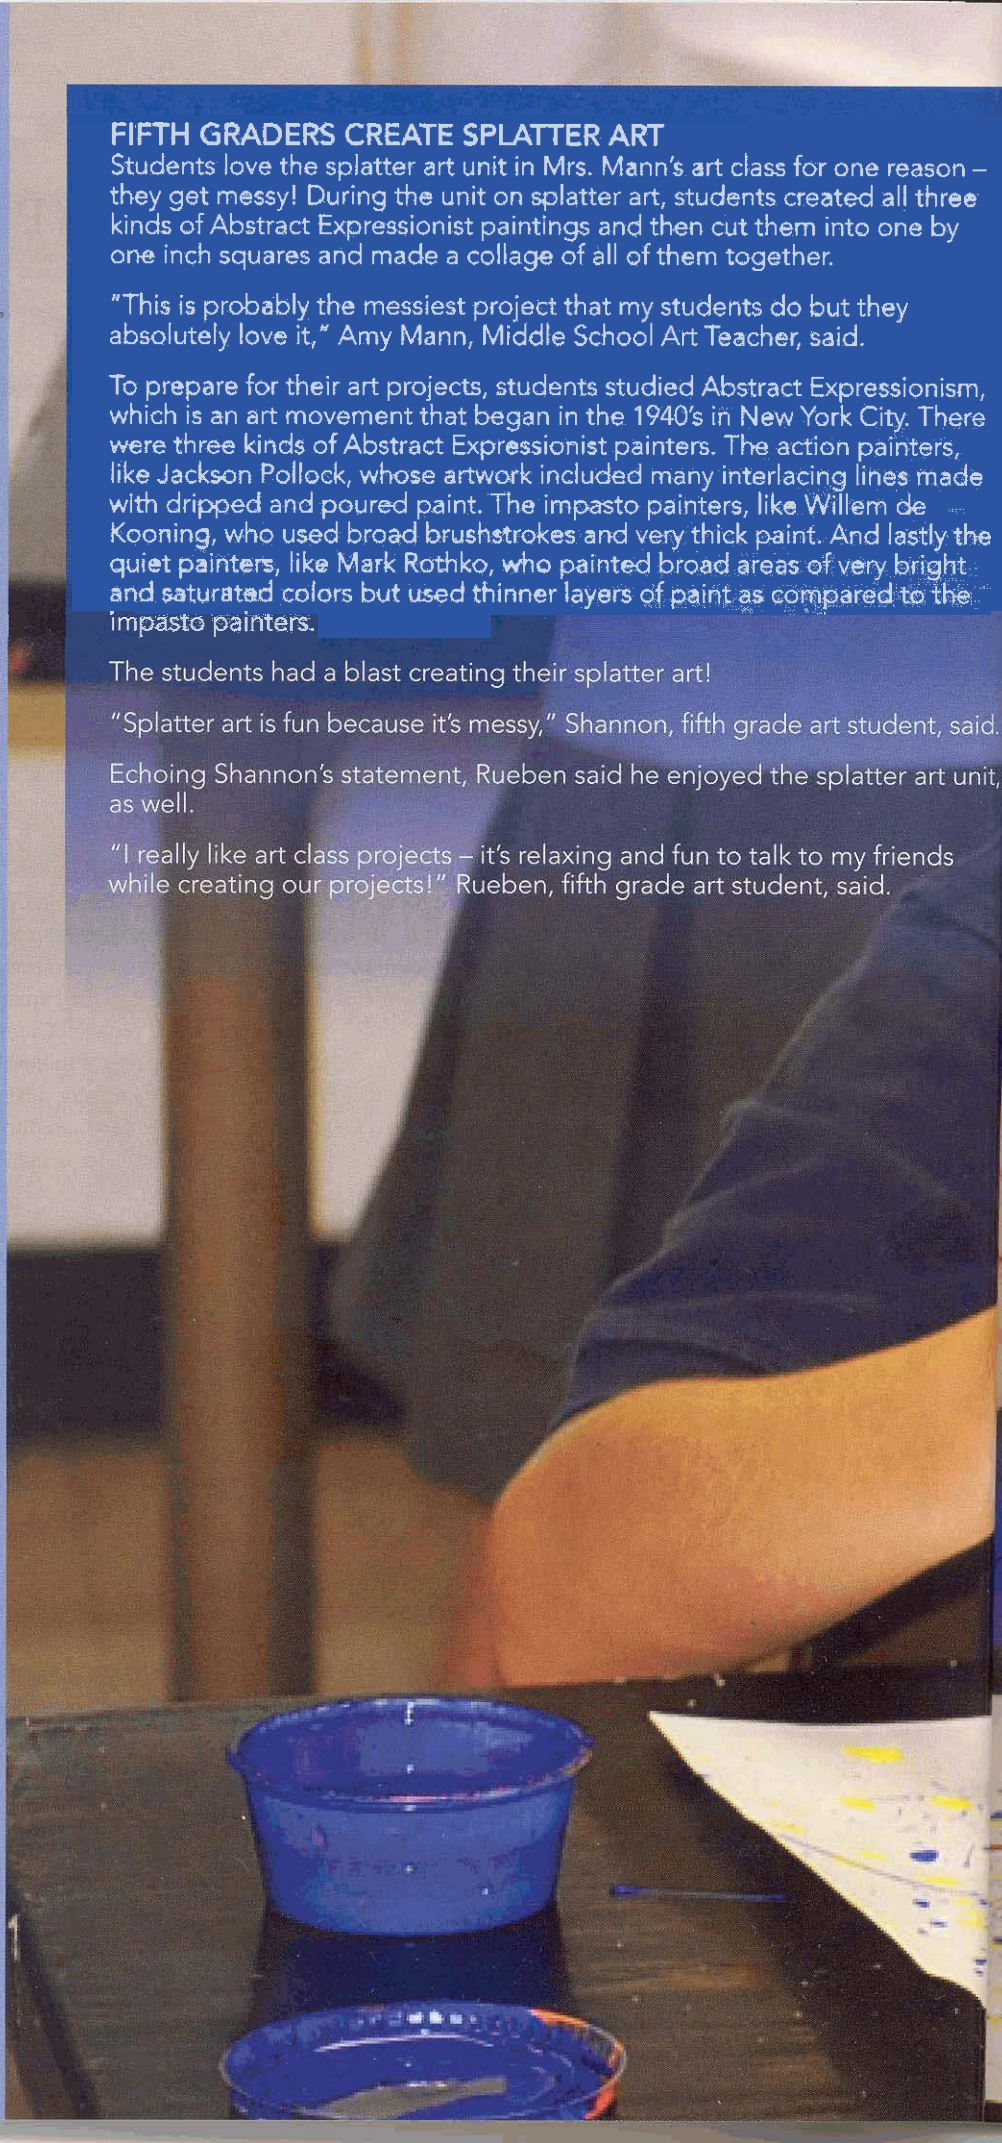 FIFTH GRADERS CREATE SPLATTER ART
Students love the splatter art unit in Mrs. Mann's art class for one reason –
they get messy! During the unit on splatter art, students created all three
kinds of Abstract Expressionist paintings and then cut them into one by
one inch squares and made a collage of all of them together.
"This is probably the messiest project that my students do but they
absolutely love it," Amy Mann, Middle School Art Teacher, said.
To prepare for their art projects, students studied Abstract Expressionism,
which is an art movement that began in the 1940's in New York City. There
were three kinds of Abstract Expressionist painters. The action painters,
like Jackson Pollock, whose artwork included many interlacing lines made
with dripped and poured paint. The impasto painters, like Willem de
Kooning, who used broad brushstrokes and very thick paint. And lastly the
quiet painters, like Mark Rothko, who painted broad areas of very bright
and saturated colors but used thinner layers of paint as compared to the
impasto painters.
The students had a blast creating their splatter art!
"Splatter art is fun because it's messy," Shannon, fifth grade art student, said.
Echoing Shannon's statement, Rueben said he enjoyed the splatter art unit,
as well.
"I really like art class projects – it's relaxing and fun to talk to my friends
while creating our projects!" Rueben, fifth grade art student, said.